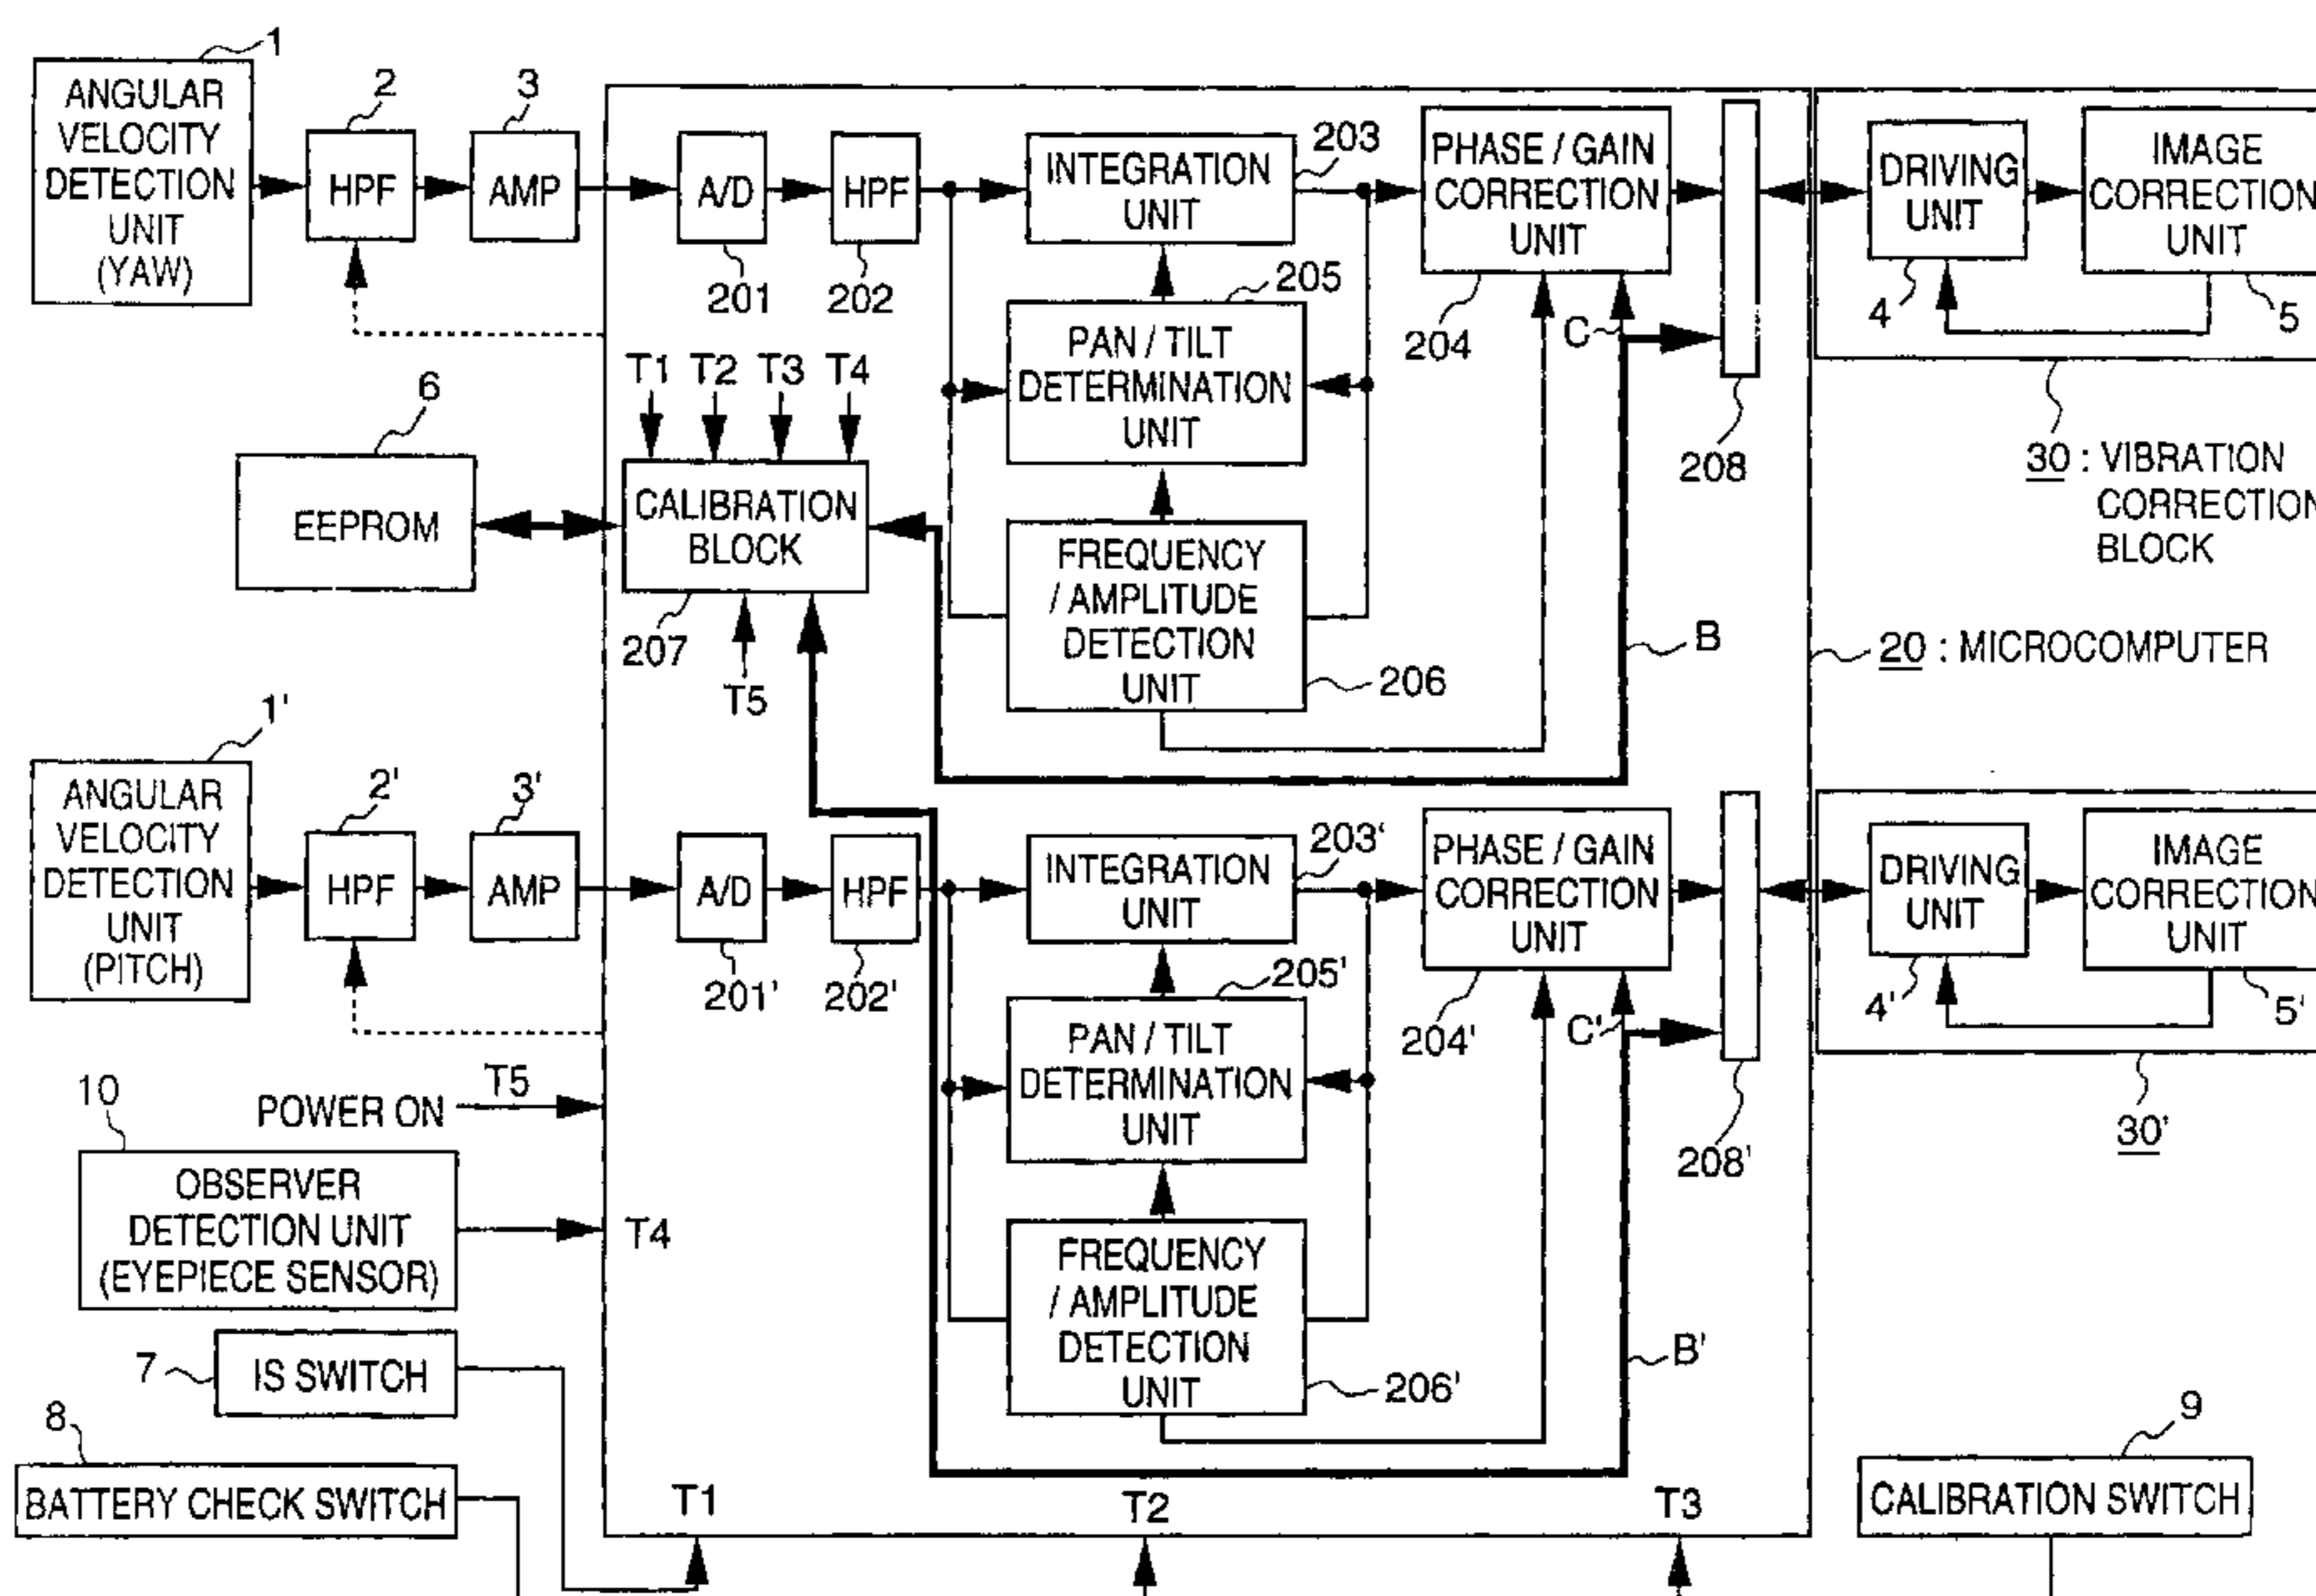 1
ANGULAR
VELOCITY
DETECTION
UNIT
(YAW)
2
HPF
3
AMP
A/D
201
HPF
202
INTEGRATION
UNIT
203
PHASE / GAIN
CORRECTION
UNIT
204
208
DRIVING
UNIT
4
IMAGE
CORRECTION
UNIT
5
30 : VIBRATION
CORRECTION
BLOCK
PAN / TILT
DETERMINATION
UNIT
205
C
T1 T2 T3 T4
6
EEPROM
CALIBRATION
BLOCK
207
T5
FREQUENCY
/ AMPLITUDE
DETECTION
UNIT
206
B
20 : MICROCOMPUTER
1'
ANGULAR
VELOCITY
DETECTION
UNIT
(PITCH)
2'
HPF
3'
AMP
A/D
201'
HPF
202'
INTEGRATION
UNIT
203'
PHASE / GAIN
CORRECTION
UNIT
204'
208'
DRIVING
UNIT
4'
IMAGE
CORRECTION
UNIT
5'
30'
PAN / TILT
DETERMINATION
UNIT
205'
C'
POWER ON
T5
10
OBSERVER
DETECTION UNIT
(EYEPIECE SENSOR)
T4
FREQUENCY
/ AMPLITUDE
DETECTION
UNIT
206'
B'
7
IS SWITCH
8
BATTERY CHECK SWITCH
T1
T2
T3
9
CALIBRATION SWITCH